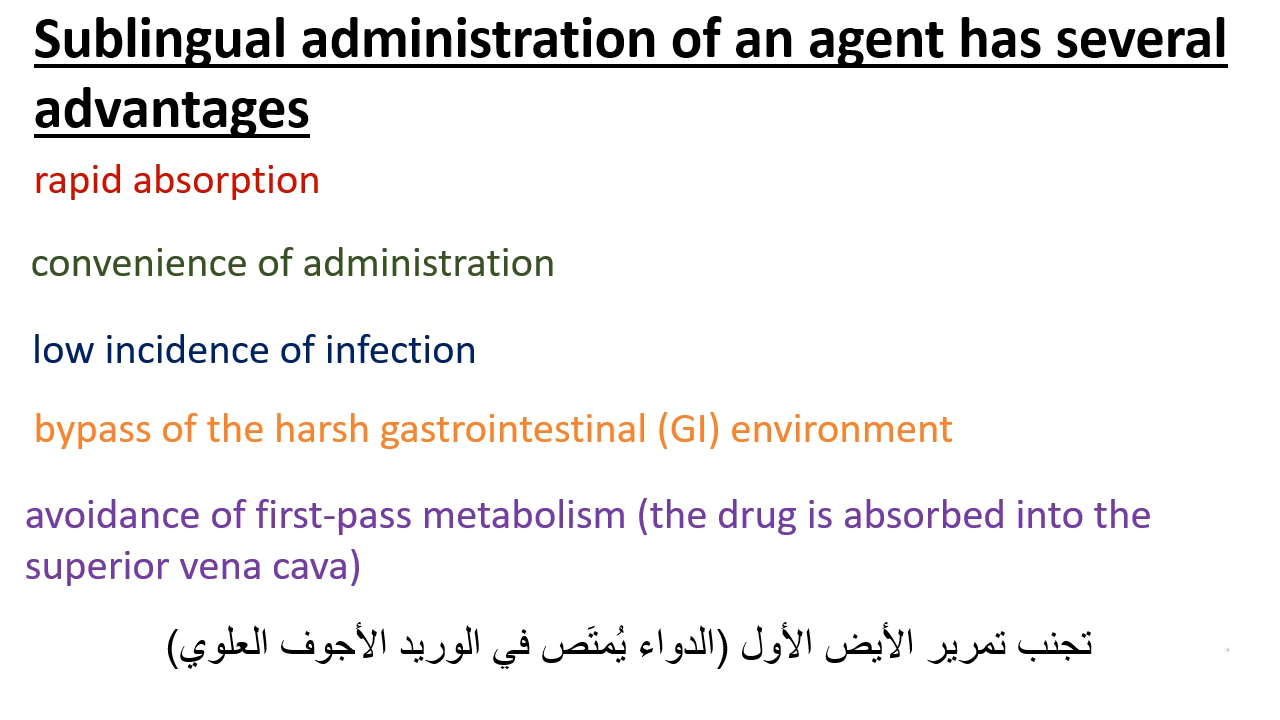 Sublingual administration of an agent has several
advantages
rapid absorption
convenience of administration
low incidence of infection
bypass of the harsh gastrointestinal (GI) environment
avoidance of first-pass metabolism (the drug is absorbed into the
superior vena cava)
تجنب تمرير الأيض الأول (الدواء يُمتَص في الوريد الأجوف العلوي)